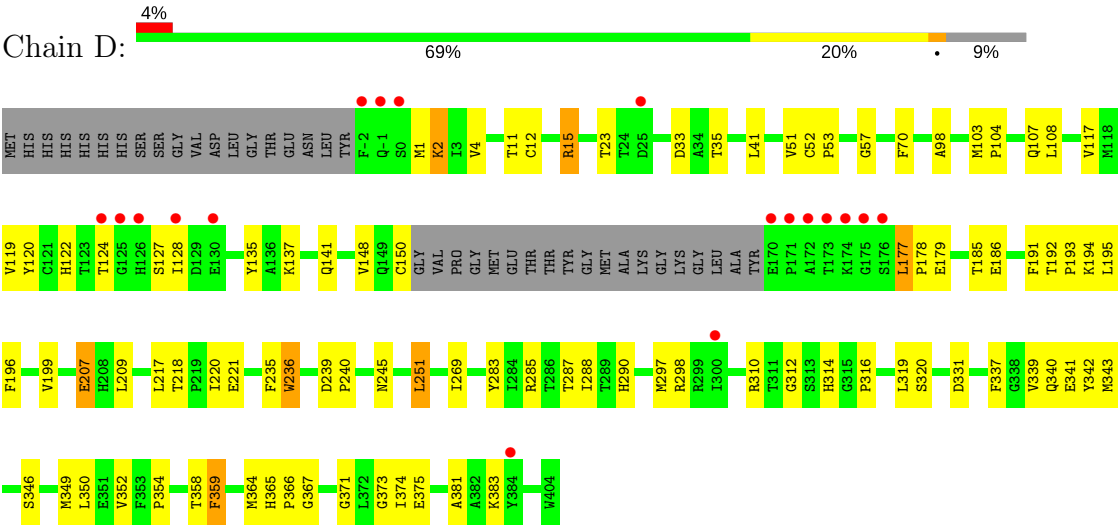 4%
Chain D:
69% 20% • 9%
MET HIS HIS HIS HIS HIS HIS SER SER GLY VAL ASP LEU GLY THR GLU ASN LEU TYR F-2 Q-1 S0 M1 K2 I3 V4 T11 C12 R15 T23 T24 D25 D33 A34 T35 L41 V51 C52 P53 G57 F70 A98 M103 P104 Q107 L108 V117 M118
V119 Y120 C121 H122 T123 T124 G125 H126 S127 I128 D129 E130 Y135 A136 K137 Q141 V148 Q149 C150 GLY VAL PRO GLY MET GLU THR THR TYR GLY MET ALA LYS GLY LYS GLY LEU ALA TYR E170 P171 A172 T173 K174 G175 S176 L177 P178 E179 T185 E186 F191 T192 P193 K194 L195
F196 V199 E207 H208 L209 L217 T218 P219 I220 E221 F235 W236 D239 P240 N245 L251 I269 Y283 I284 R285 T286 T287 I288 T289 H290 M297 R298 R299 I300 R310 T311 G312 S313 H314 G315 P316 L319 S320 D331 F337 G338 V339 Q340 E341 Y342 M343
S346 M349 L350 E351 V352 F353 P354 T358 F359 M364 H365 P366 G367 G371 L372 G373 I374 E375 A381 A382 K383 Y384 W404